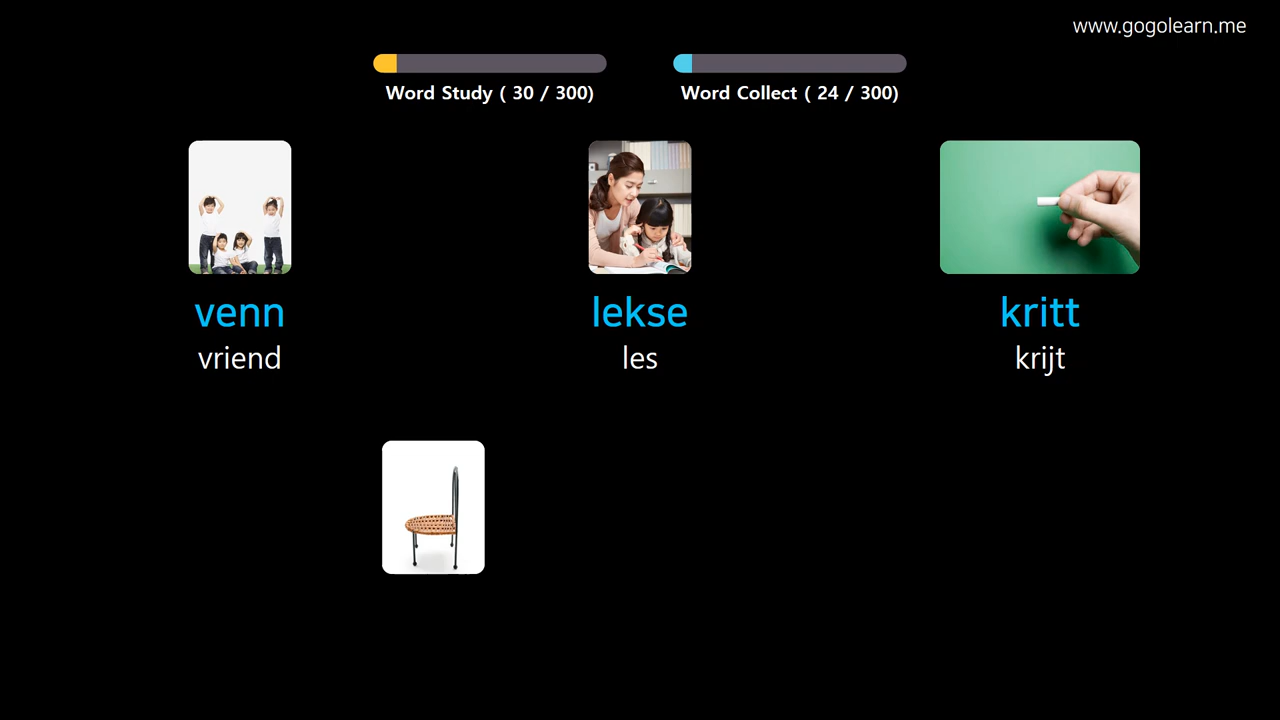 www.gogolearn.me
Word Study ( 30 / 300)
Word Collect ( 24 / 300)
venn
vriend
lekse
les
kritt
krijt